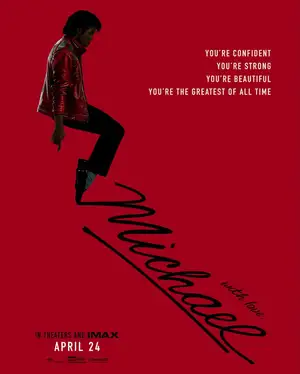 YOU'RE CONFIDENT
YOU'RE STRONG
YOU'RE BEAUTIFUL
YOU'RE THE GREATEST OF ALL TIME
Michael
with love
IN THEATERS AND IMAX
APRIL 24